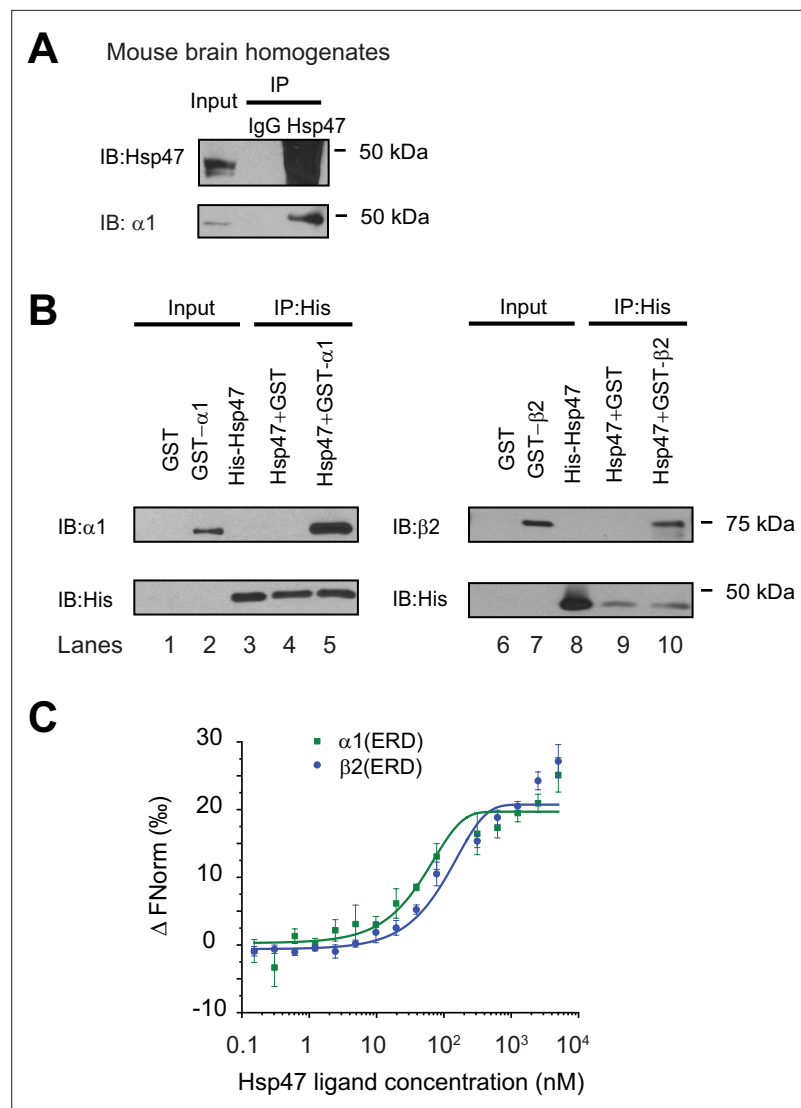 A
Mouse brain homogenates
IP
Input
IgG Hsp47
IB:Hsp47
50 kDa
IB: α1
50 kDa
B
Input
IP:His
GST
GST−α1
His-Hsp47
Hsp47+GST
Hsp47+GST-α1
IB:α1
IB:His
Lanes
1 2 3 4 5
Input
IP:His
GST
GST−β2
His-Hsp47
Hsp47+GST
Hsp47+GST-β2
IB:β2
75 kDa
IB:His
50 kDa
6 7 8 9 10
C
α1(ERD)
β2(ERD)
Δ FNorm (‰)
30
20
10
0
-10
0.1 1 10 10² 10³ 10⁴
Hsp47 ligand concentration (nM)